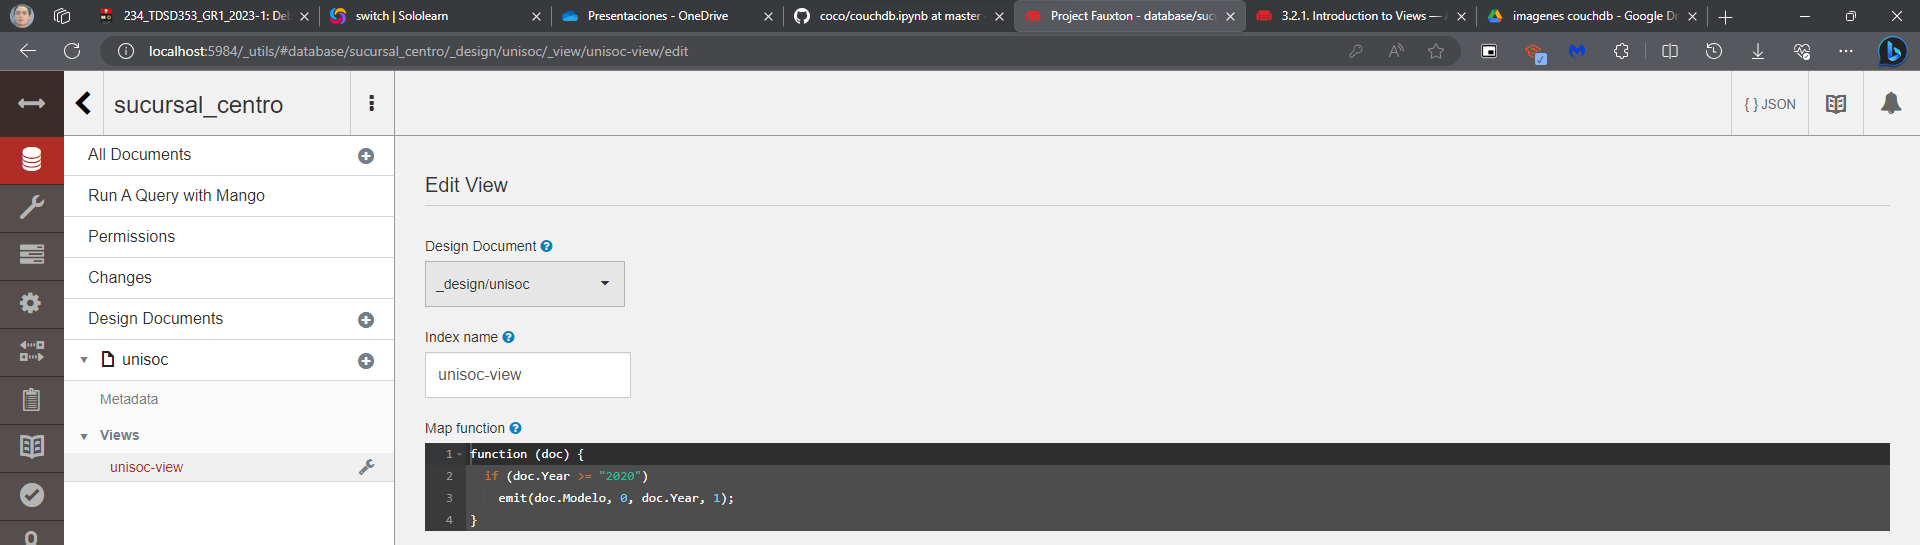 234_TDSD353_GR1_2023-1: De
switch | Sololearn
Presentaciones - OneDrive
coco/couchdb.ipynb at master
Project Fauxton - database/suc
3.2.1. Introduction to Views —
imagenes couchdb - Google Dr
localhost:5984/_utils/#database/sucursal_centro/_design/unisoc/_view/unisoc-view/edit
sucursal_centro
{ } JSON
All Documents
Run A Query with Mango
Permissions
Changes
Design Documents
unisoc
Metadata
Views
unisoc-view
Edit View
Design Document
_design/unisoc
Index name
unisoc-view
Map function
1 function (doc) {
2 if (doc.Year >= "2020")
3 emit(doc.Modelo, 0, doc.Year, 1);
4 }